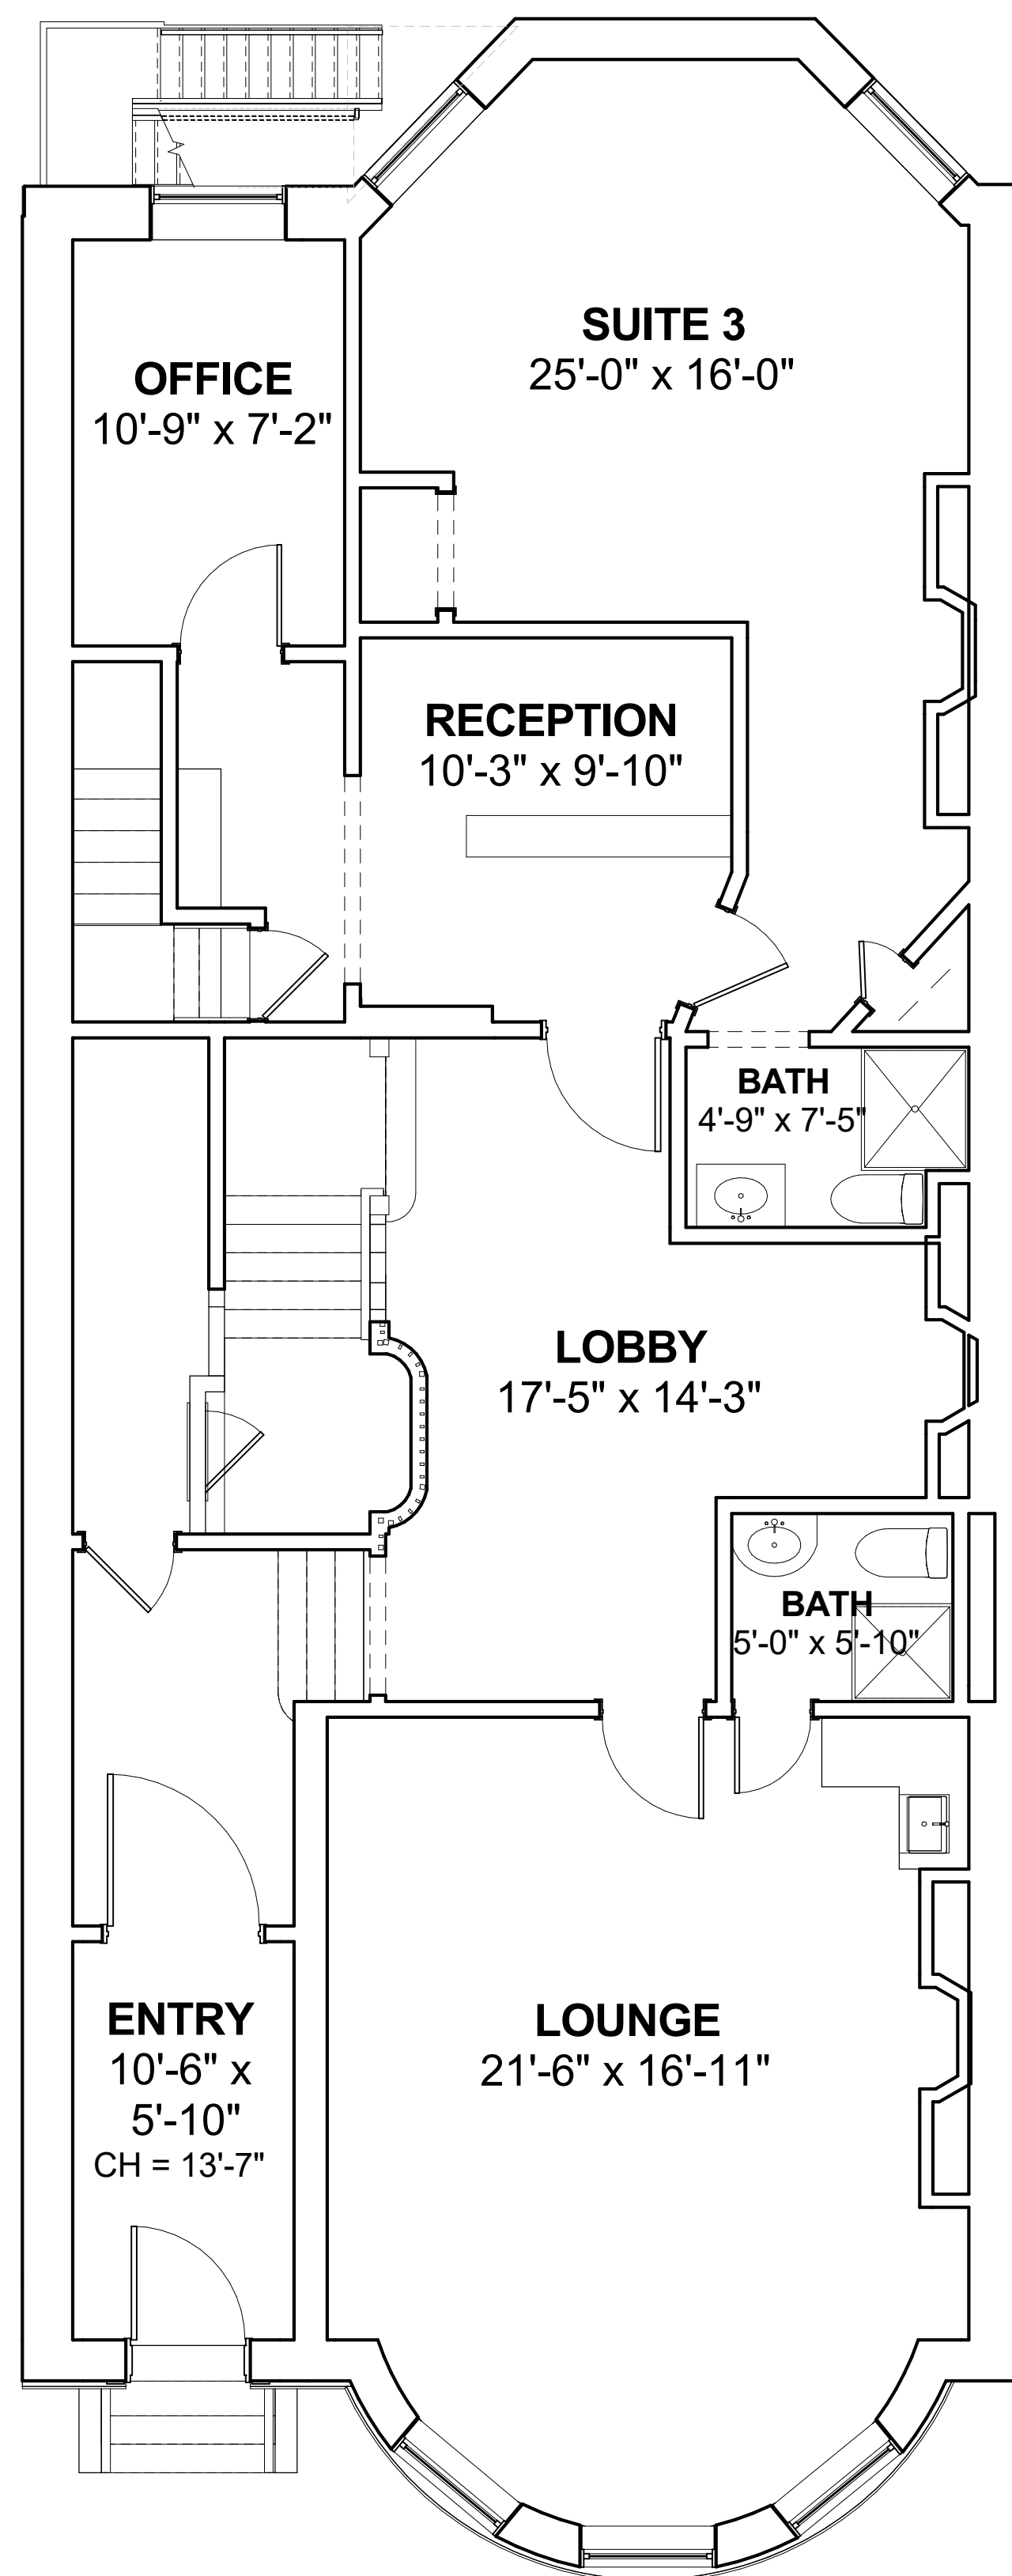 SUITE 3
25'-0" x 16'-0"
OFFICE
10'-9" x 7'-2"
RECEPTION
10'-3" x 9'-10"
BATH
4'-9" x 7'-5"
LOBBY
17'-5" x 14'-3"
BATH
5'-0" x 5'-10"
ENTRY
10'-6" x
5'-10"
CH = 13'-7"
LOUNGE
21'-6" x 16'-11"